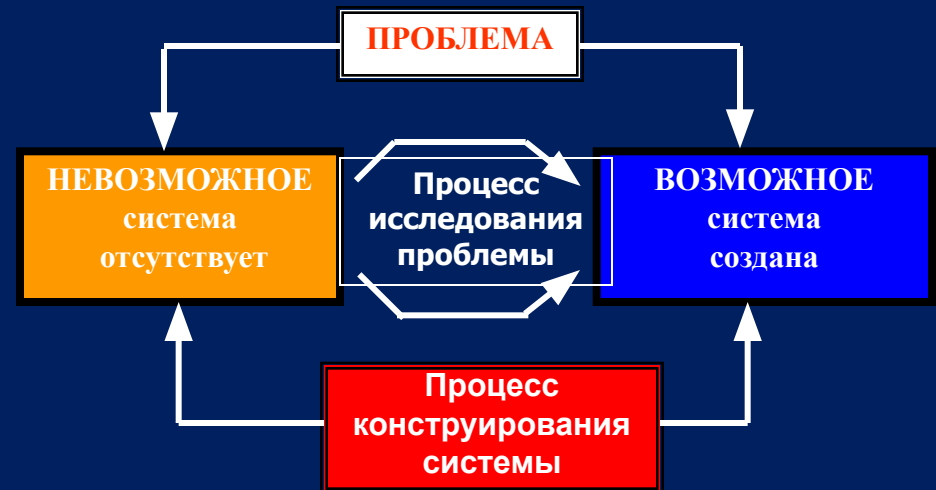 ПРОБЛЕМА
НЕВОЗМОЖНОЕ
система
отсутствует
Процесс
исследования
проблемы
ВОЗМОЖНОЕ
система
создана
Процесс
конструирования
системы